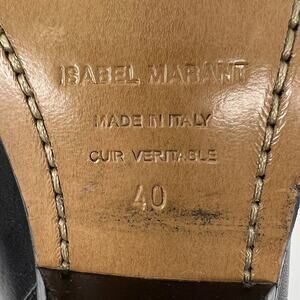 ISABEL MARANT
MADE IN ITALY
CUIR VERITABLE
40